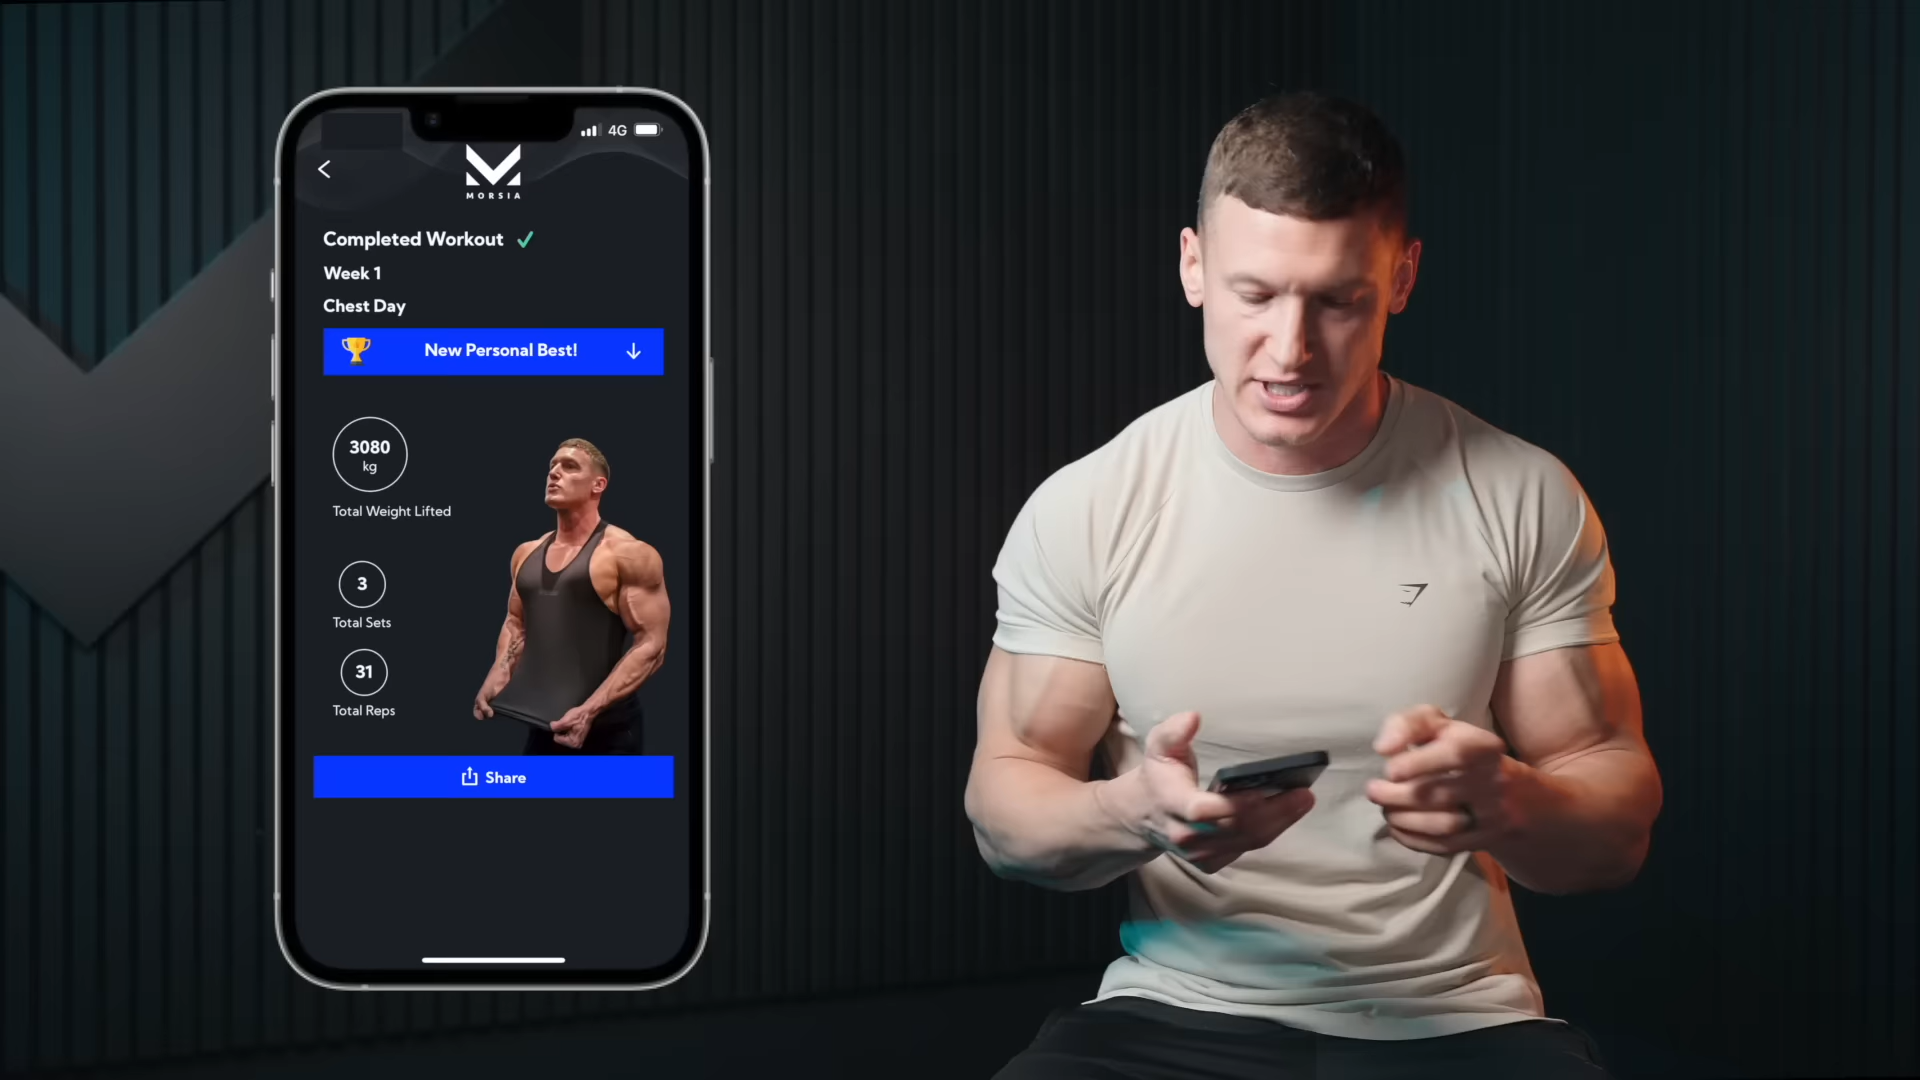 4G
MORSIA
Completed Workout
Week 1
Chest Day
New Personal Best!
3080
kg
Total Weight Lifted
3
Total Sets
31
Total Reps
Share